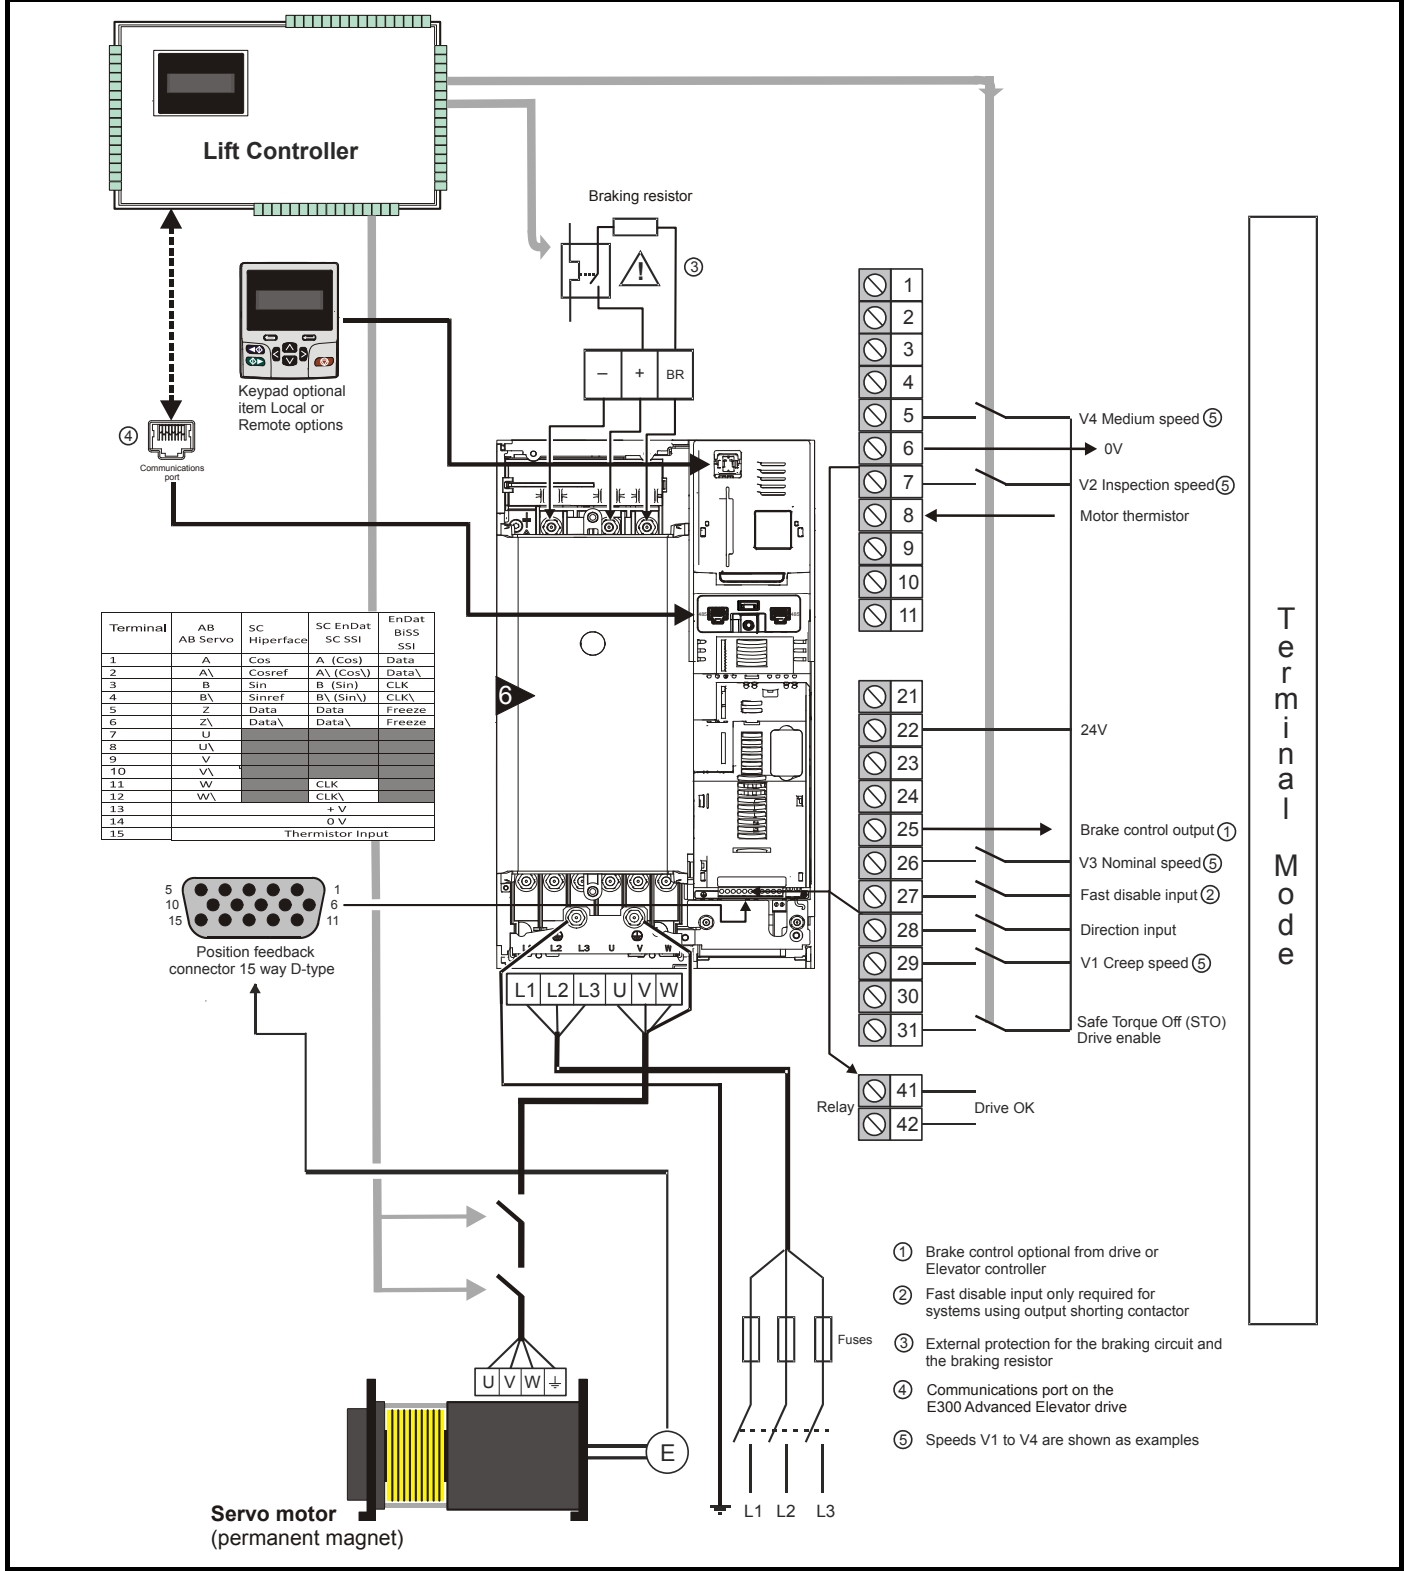 Lift Controller
Braking resistor
3
– + BR
Keypad optional
item Local or
Remote options
4
Communications
port
1
2
3
4
5
6
7
8
9
10
11
V4 Medium speed 5
0V
V2 Inspection speed 5
Motor thermistor
Terminal Mode
Terminal | AB AB Servo | SC Hiperface | SC EnDat SC SSI | EnDat BiSS SSI
1 | A | Cos | A (Cos) | Data
2 | A\ | Cosref | A\ (Cos\) | Data\
3 | B | Sin | B (Sin) | CLK
4 | B\ | Sinref | B\ (Sin\) | CLK\
5 | Z | Data | Data | Freeze
6 | Z\ | Data\ | Data\ | Freeze
7 | U
8 | U\
9 | V
10 | V\
11 | W | CLK
12 | W\ | CLK\
13 | + V
14 | 0 V
15 | Thermistor Input
6
21
22
23
24
25
26
27
28
29
30
31
24V
Brake control output 1
V3 Nominal speed 5
Fast disable input 2
Direction input
V1 Creep speed 5
Safe Torque Off (STO)
Drive enable
5 1
10 6
15 11
Position feedback
connector 15 way D-type
L1 L2 L3 U V W
L1 L2 L3 U V W
Relay
41
42
Drive OK
1 Brake control optional from drive or
Elevator controller
2 Fast disable input only required for
systems using output shorting contactor
3 External protection for the braking circuit and
the braking resistor
4 Communications port on the
E300 Advanced Elevator drive
5 Speeds V1 to V4 are shown as examples
Fuses
U V W
E
L1 L2 L3
Servo motor
(permanent magnet)